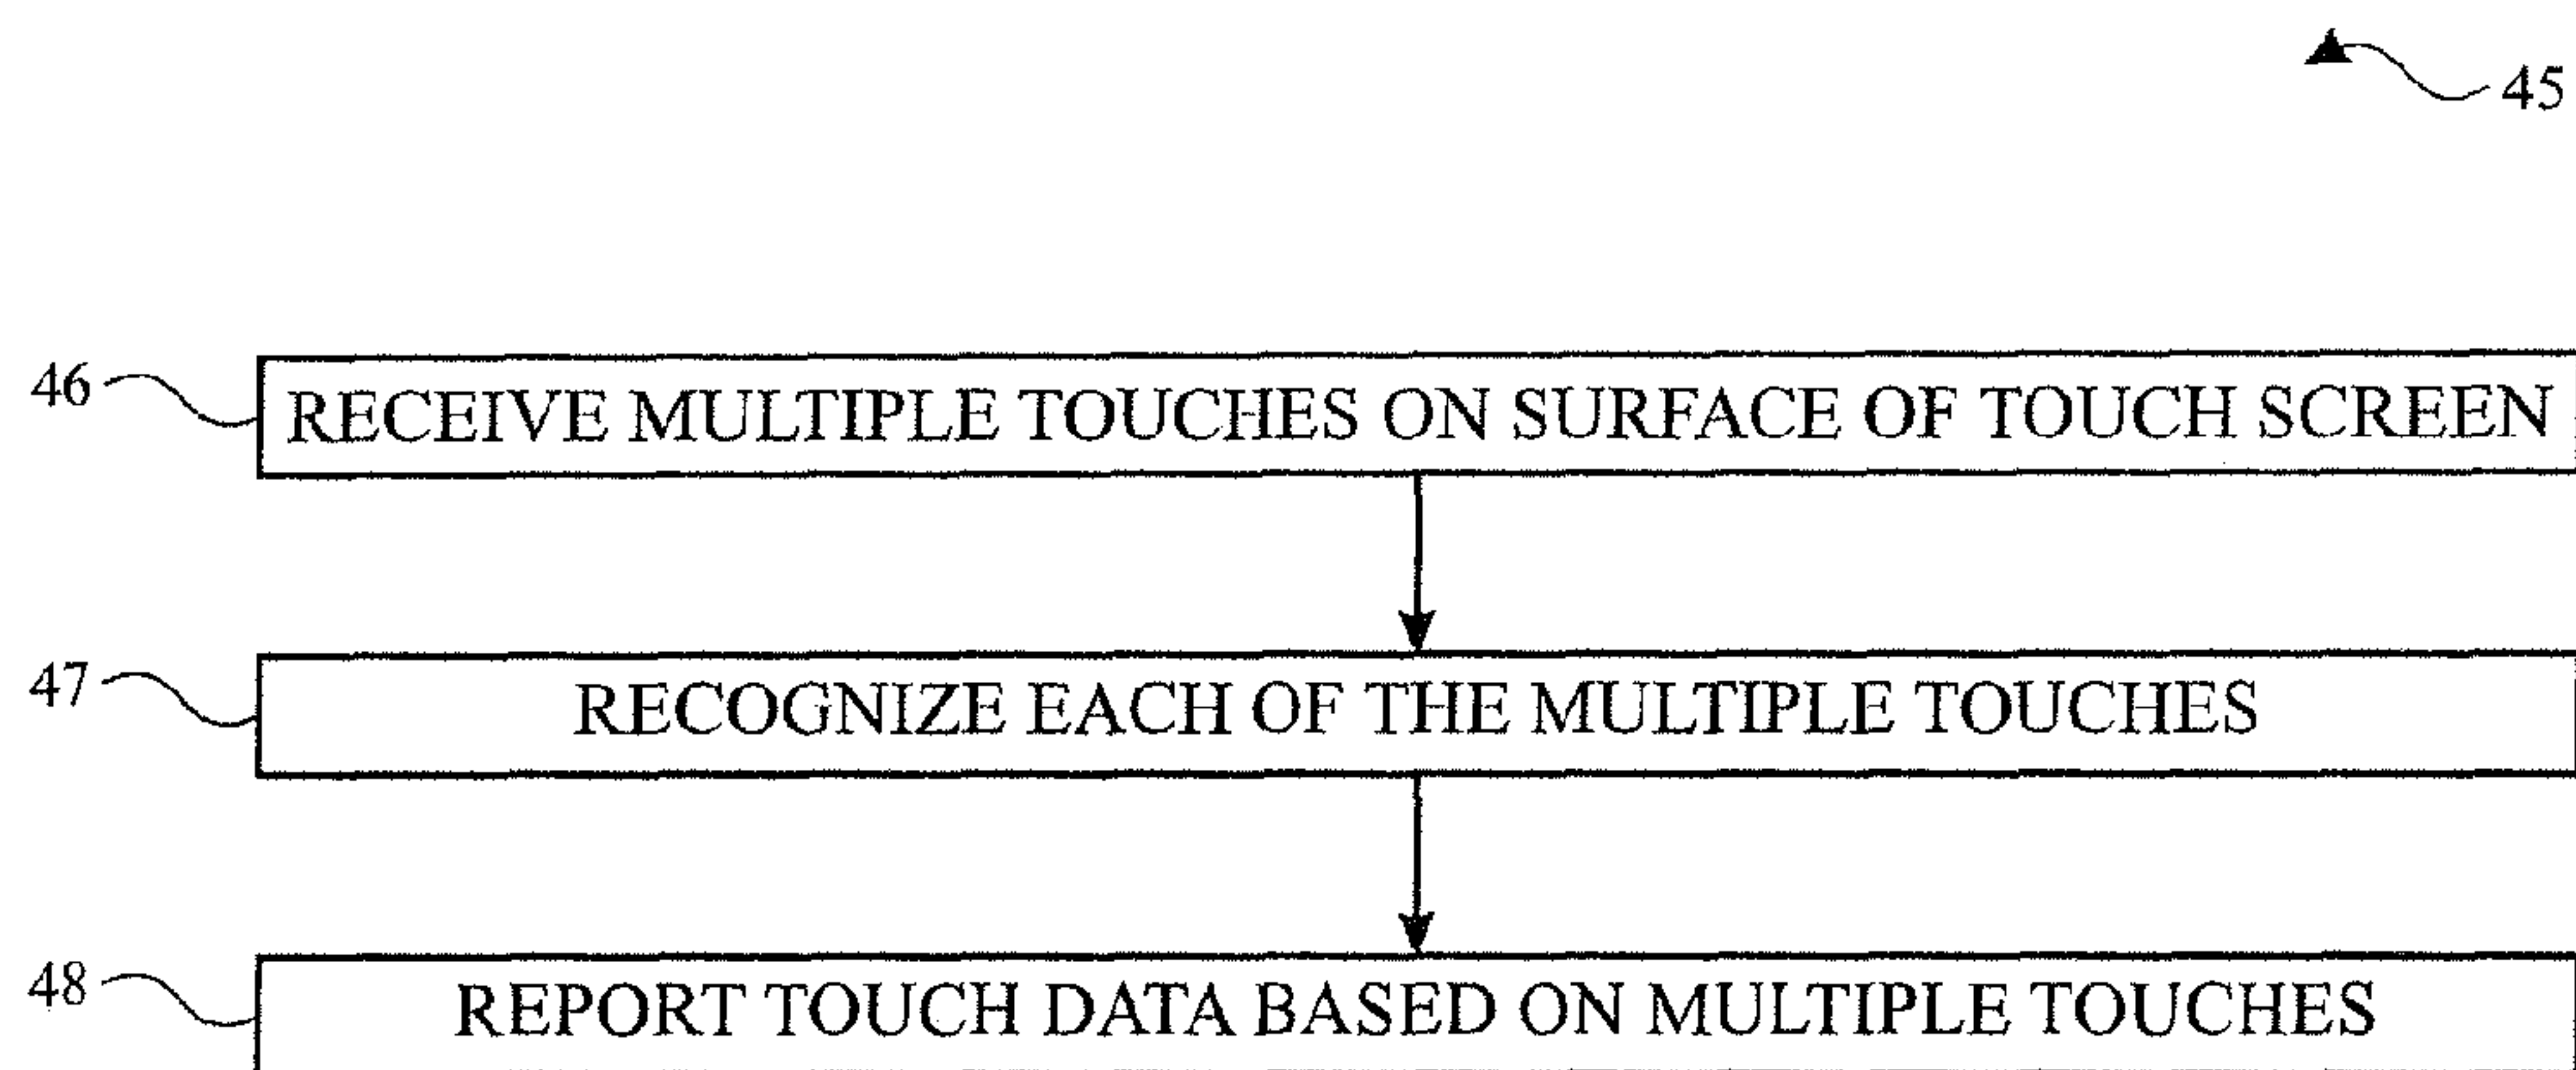 45
46 RECEIVE MULTIPLE TOUCHES ON SURFACE OF TOUCH SCREEN
47 RECOGNIZE EACH OF THE MULTIPLE TOUCHES
48 REPORT TOUCH DATA BASED ON MULTIPLE TOUCHES